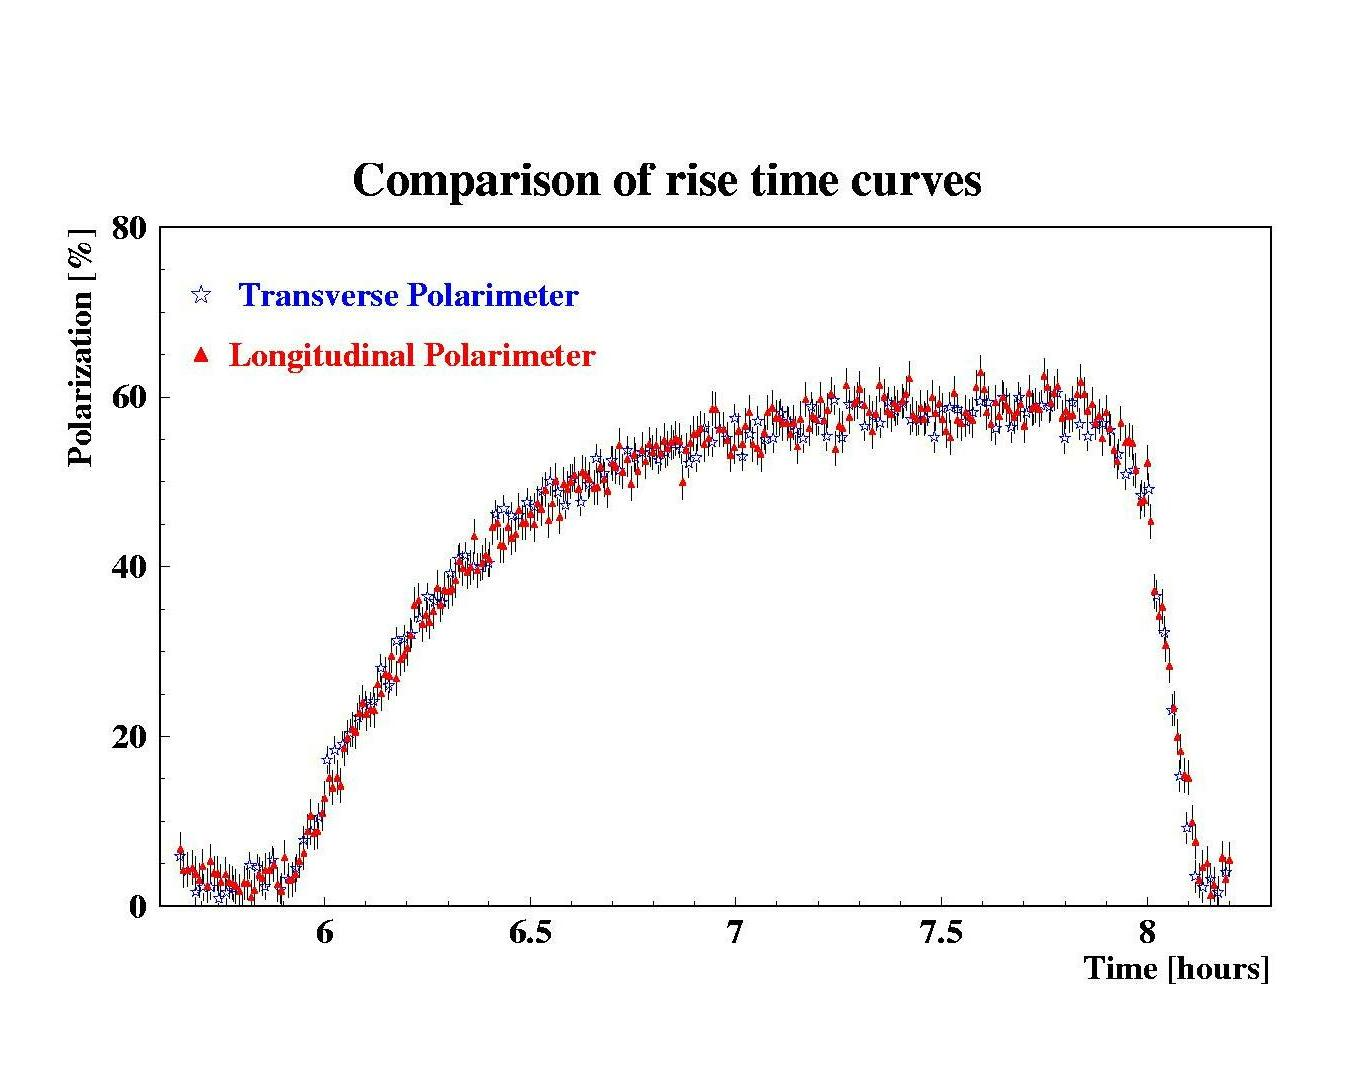 Comparison of rise time curves
Polarization [%]
80
60
40
20
0
☆ Transverse Polarimeter
▲ Longitudinal Polarimeter
6 6.5 7 7.5 8
Time [hours]